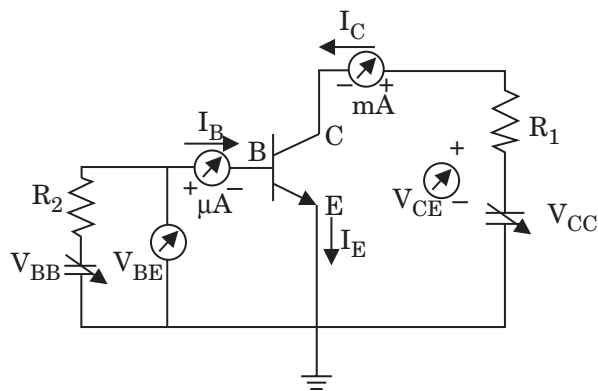 I_C
− +
mA
C
I_B
B
+ −
μA
R_1
R_2
+
V_CE
−
E
I_E
V_CC
V_BB
V_BE